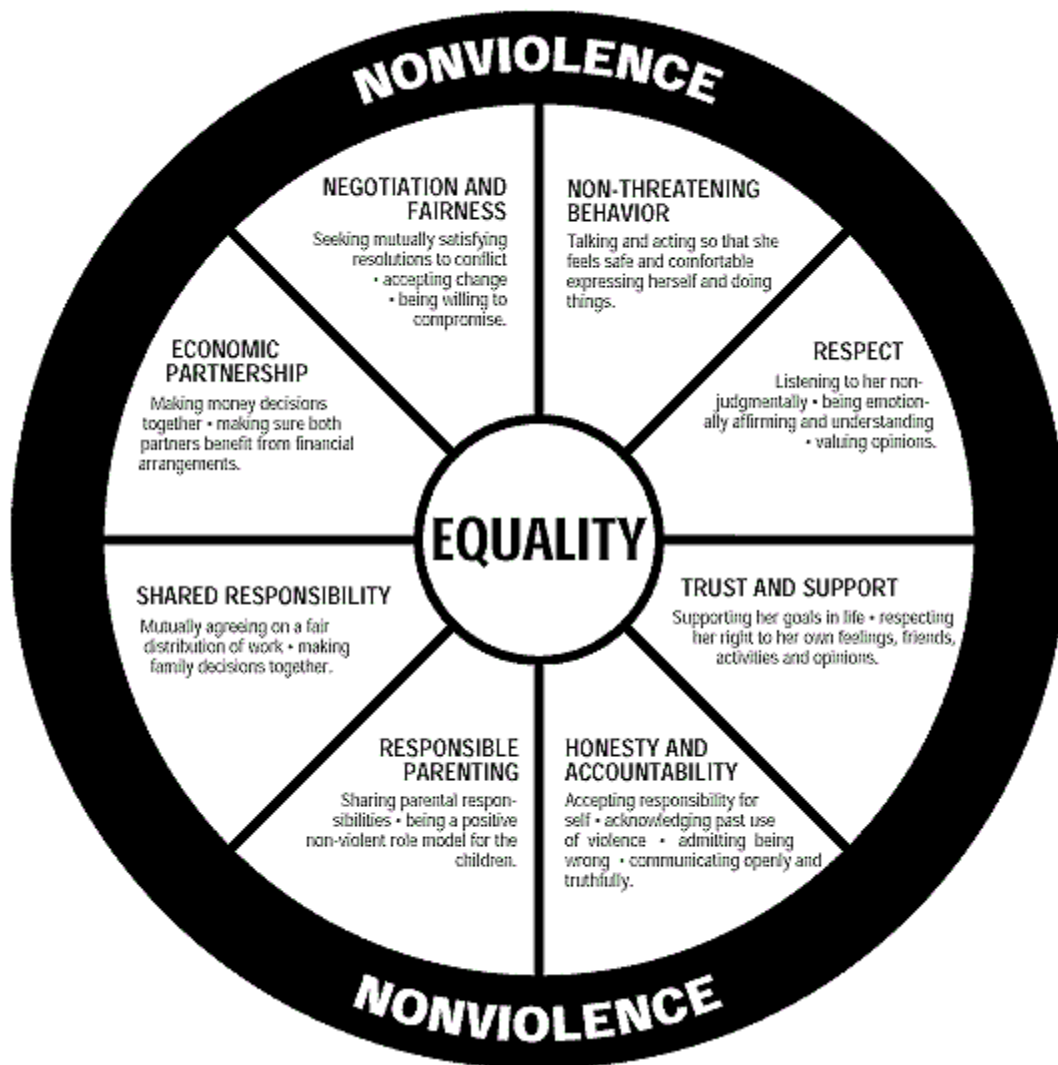 NONVIOLENCE
NEGOTIATION AND
FAIRNESS
Seeking mutually satisfying
resolutions to conflict
• accepting change
• being willing to
compromise.
NON-THREATENING
BEHAVIOR
Talking and acting so that she
feels safe and comfortable
expressing herself and doing
things.
ECONOMIC
PARTNERSHIP
Making money decisions
together • making sure both
partners benefit from financial
arrangements.
RESPECT
Listening to her non-
judgmentally • being emotion-
ally affirming and understanding
• valuing opinions.
EQUALITY
SHARED RESPONSIBILITY
Mutually agreeing on a fair
distribution of work • making
family decisions together.
TRUST AND SUPPORT
Supporting her goals in life • respecting
her right to her own feelings, friends,
activities and opinions.
RESPONSIBLE
PARENTING
Sharing parental respon-
sibilities • being a positive
non-violent role model for the
children.
HONESTY AND
ACCOUNTABILITY
Accepting responsibility for
self • acknowledging past use
of violence • admitting being
wrong • communicating openly and
truthfully.
NONVIOLENCE